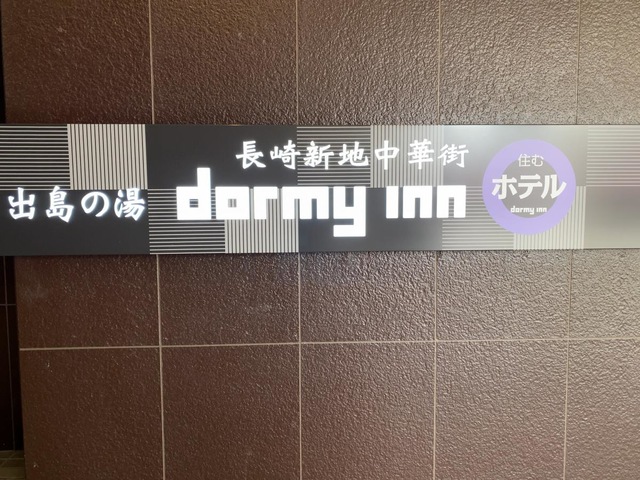 出島の湯
長崎新地中華街
dormy inn
住む
ホテル
dormy inn